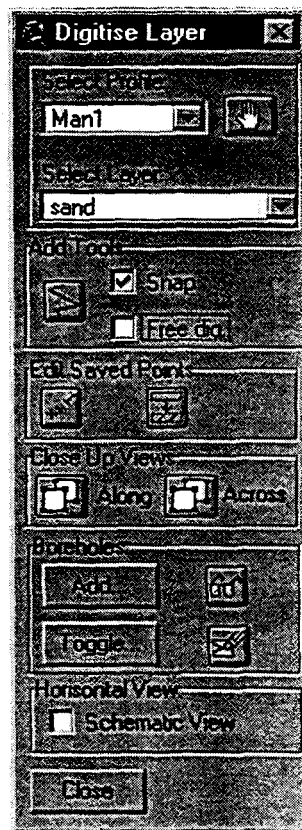 Digitise Layer
Select Profile
Man1
Select Layer
sand
Add Tools
Snap
Free dig.
Edit Saved Points
Close Up Views
Along Across
Boreholes
Add...
Toggle...
Horisontal View
Schematic View
Close